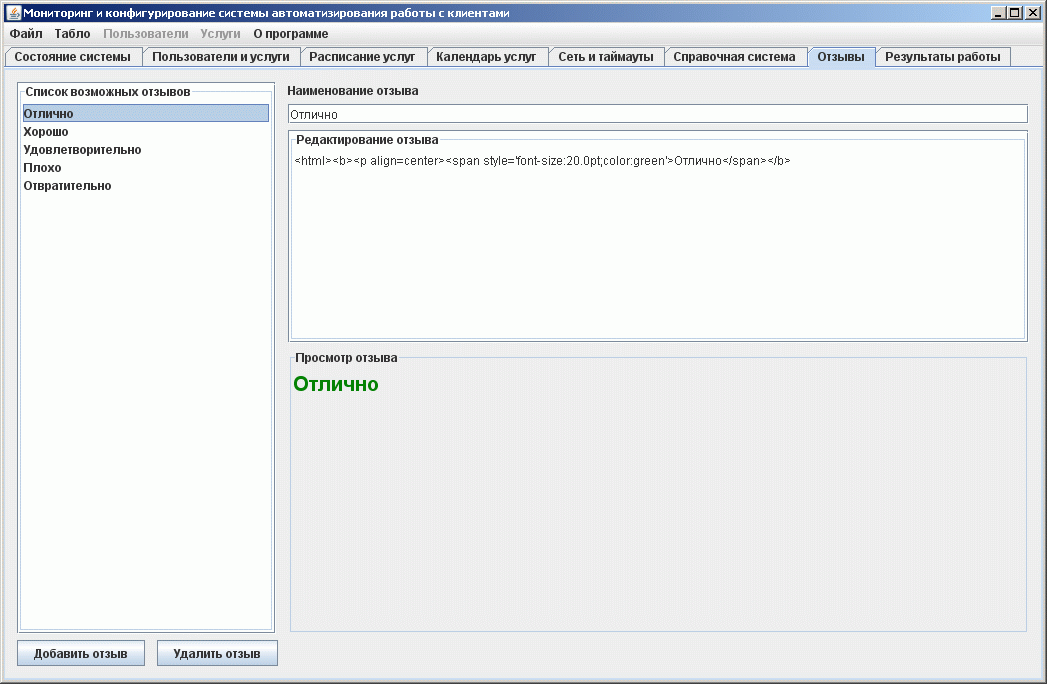 Мониторинг и конфигурирование системы автоматизирования работы с клиентами
Файл Табло Пользователи Услуги О программе
Состояние системы Пользователи и услуги Расписание услуг Календарь услуг Сеть и таймауты Справочная система Отзывы Результаты работы
Список возможных отзывов
Отлично
Хорошо
Удовлетворительно
Плохо
Отвратительно
Добавить отзыв Удалить отзыв
Наименование отзыва
Отлично
Редактирование отзыва
<html><b><p align=center><span style='font-size:20.0pt;color:green'>Отлично</span></b>
Просмотр отзыва
Отлично